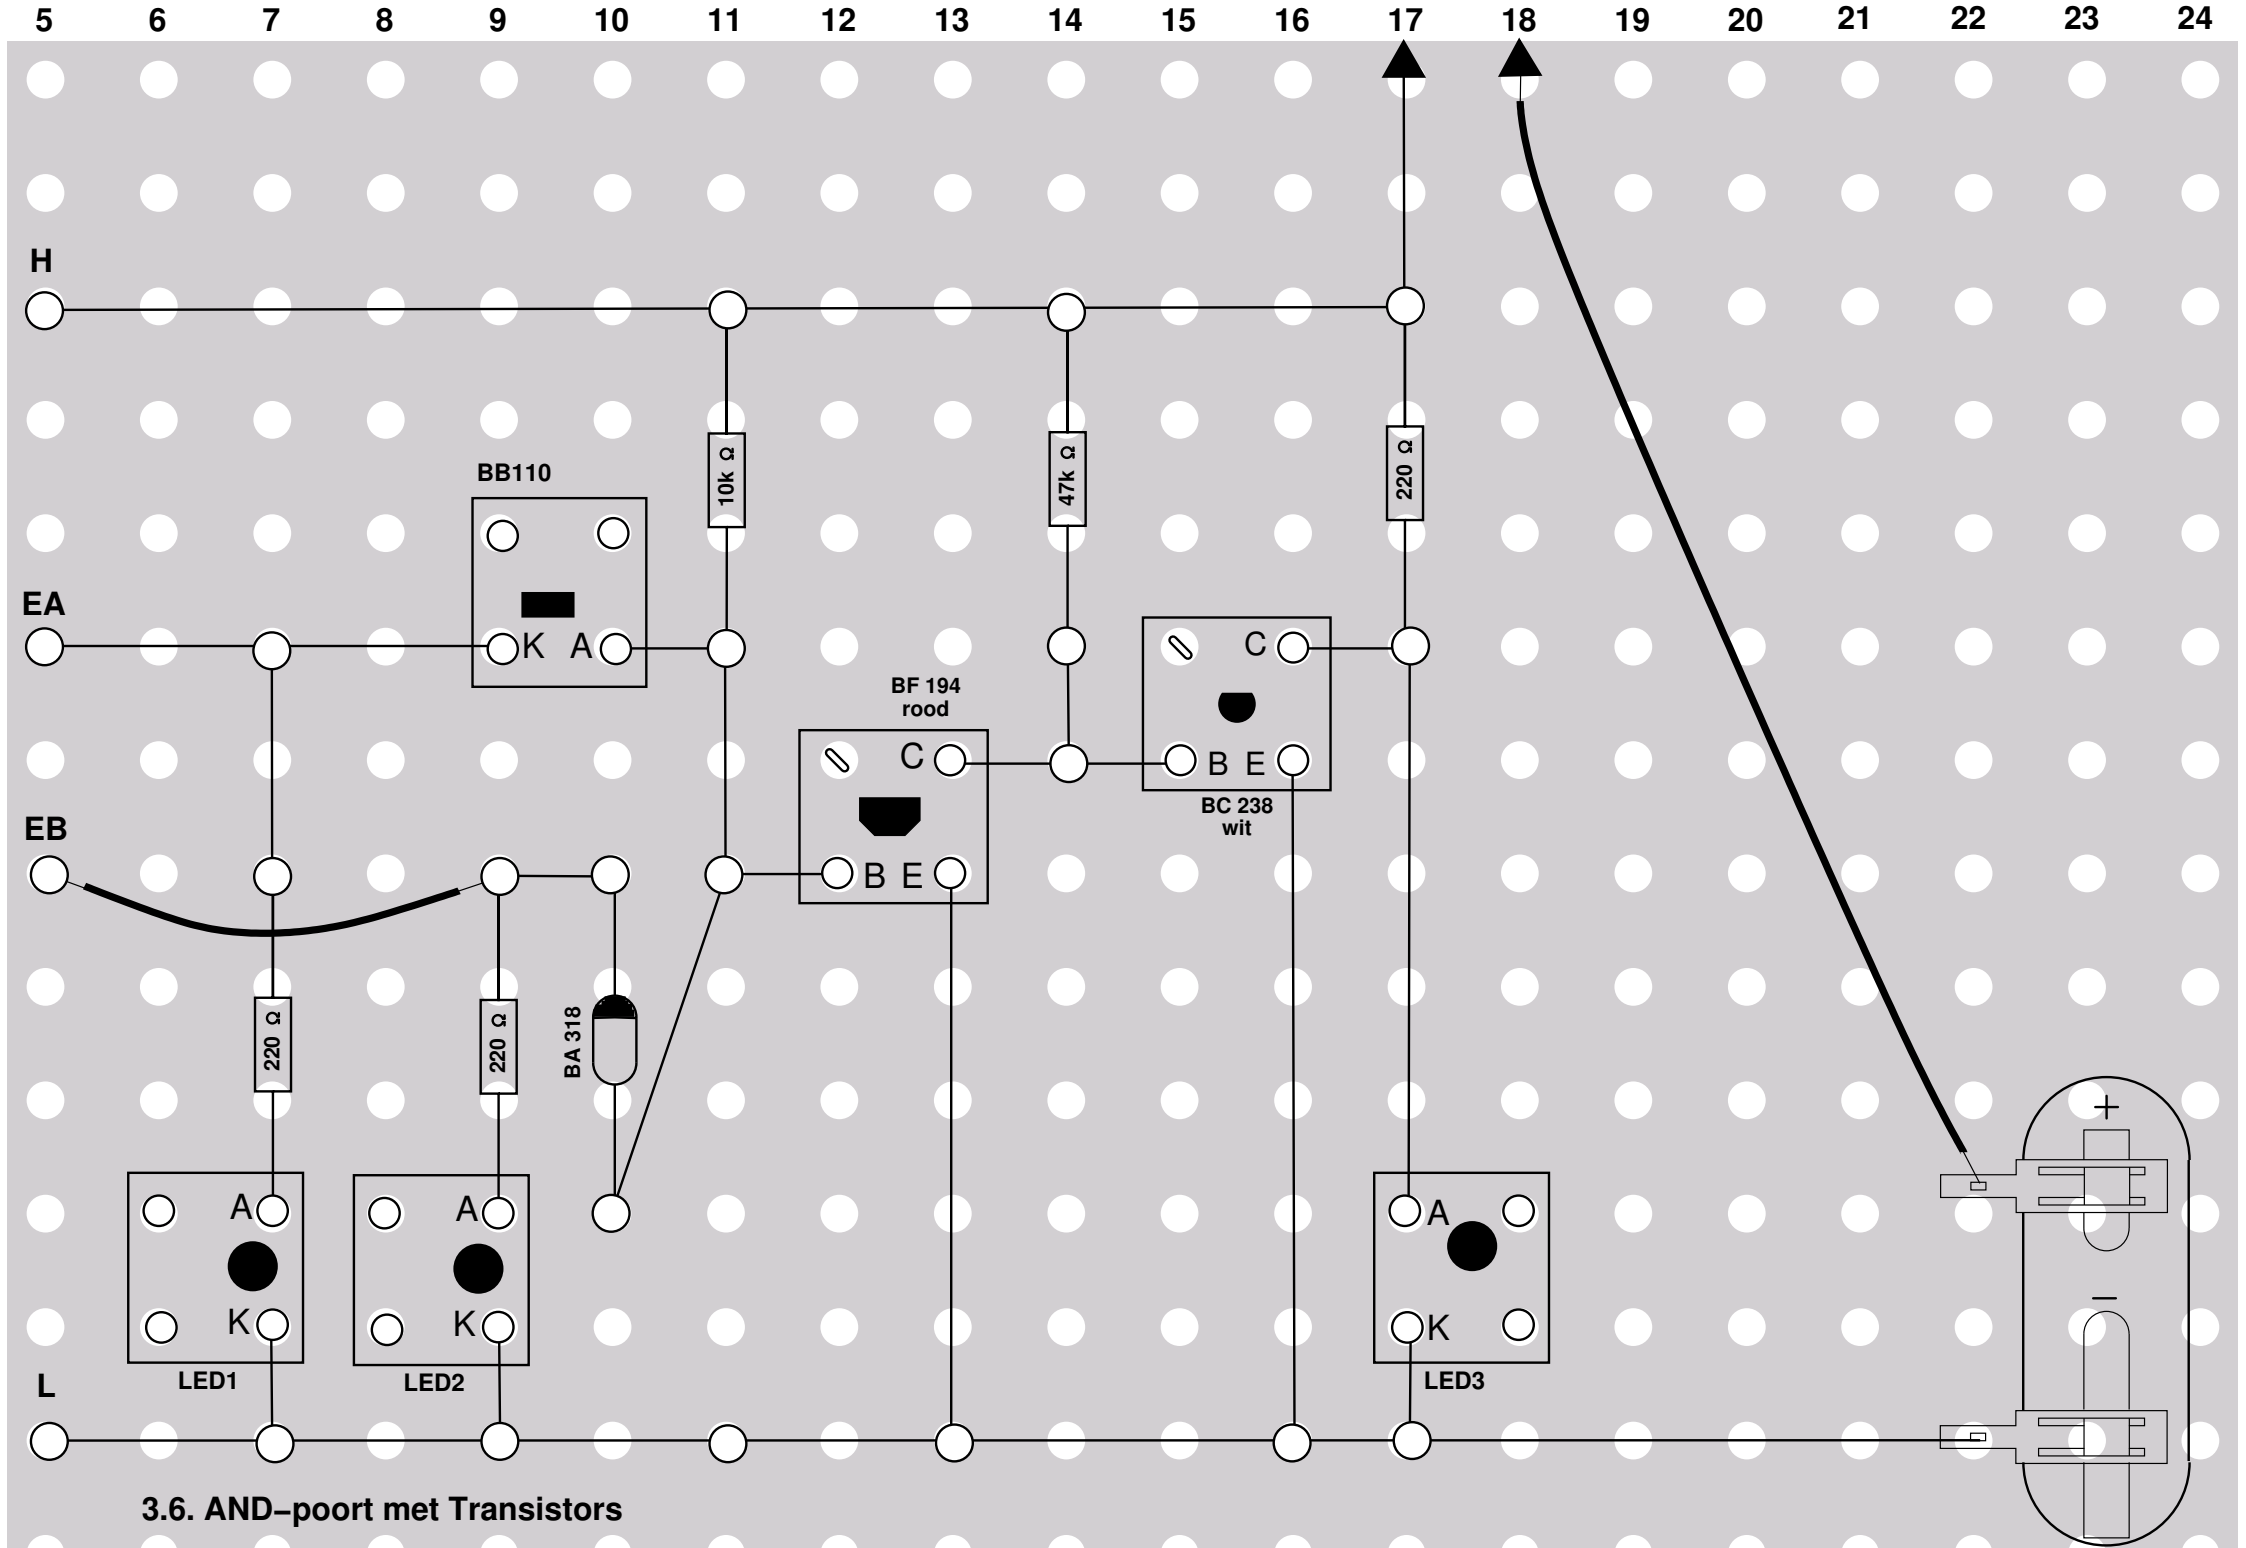 5 6 7 8 9 10 11 12 13 14 15 16 17 18 19 20 21 22 23 24
H
10k Ω
47k Ω
220 Ω
BB110
EA
K A
C
BF 194
rood
C
B E
BC 238
wit
EB
B E
220 Ω
220 Ω
BA 318
+
A
A
A
−
K
K
K
LED1
LED2
LED3
L
3.6. AND−poort met Transistors